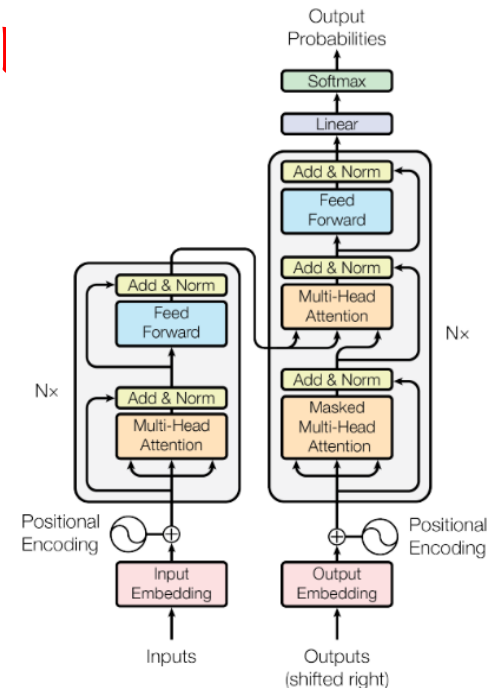 Output
Probabilities
Softmax
Linear
Add & Norm
Feed
Forward
Add & Norm
Multi-Head
Attention
Add & Norm
Masked
Multi-Head
Attention
Nx
Positional
Encoding
Output
Embedding
Outputs
(shifted right)
Add & Norm
Feed
Forward
Add & Norm
Multi-Head
Attention
Nx
Positional
Encoding
Input
Embedding
Inputs